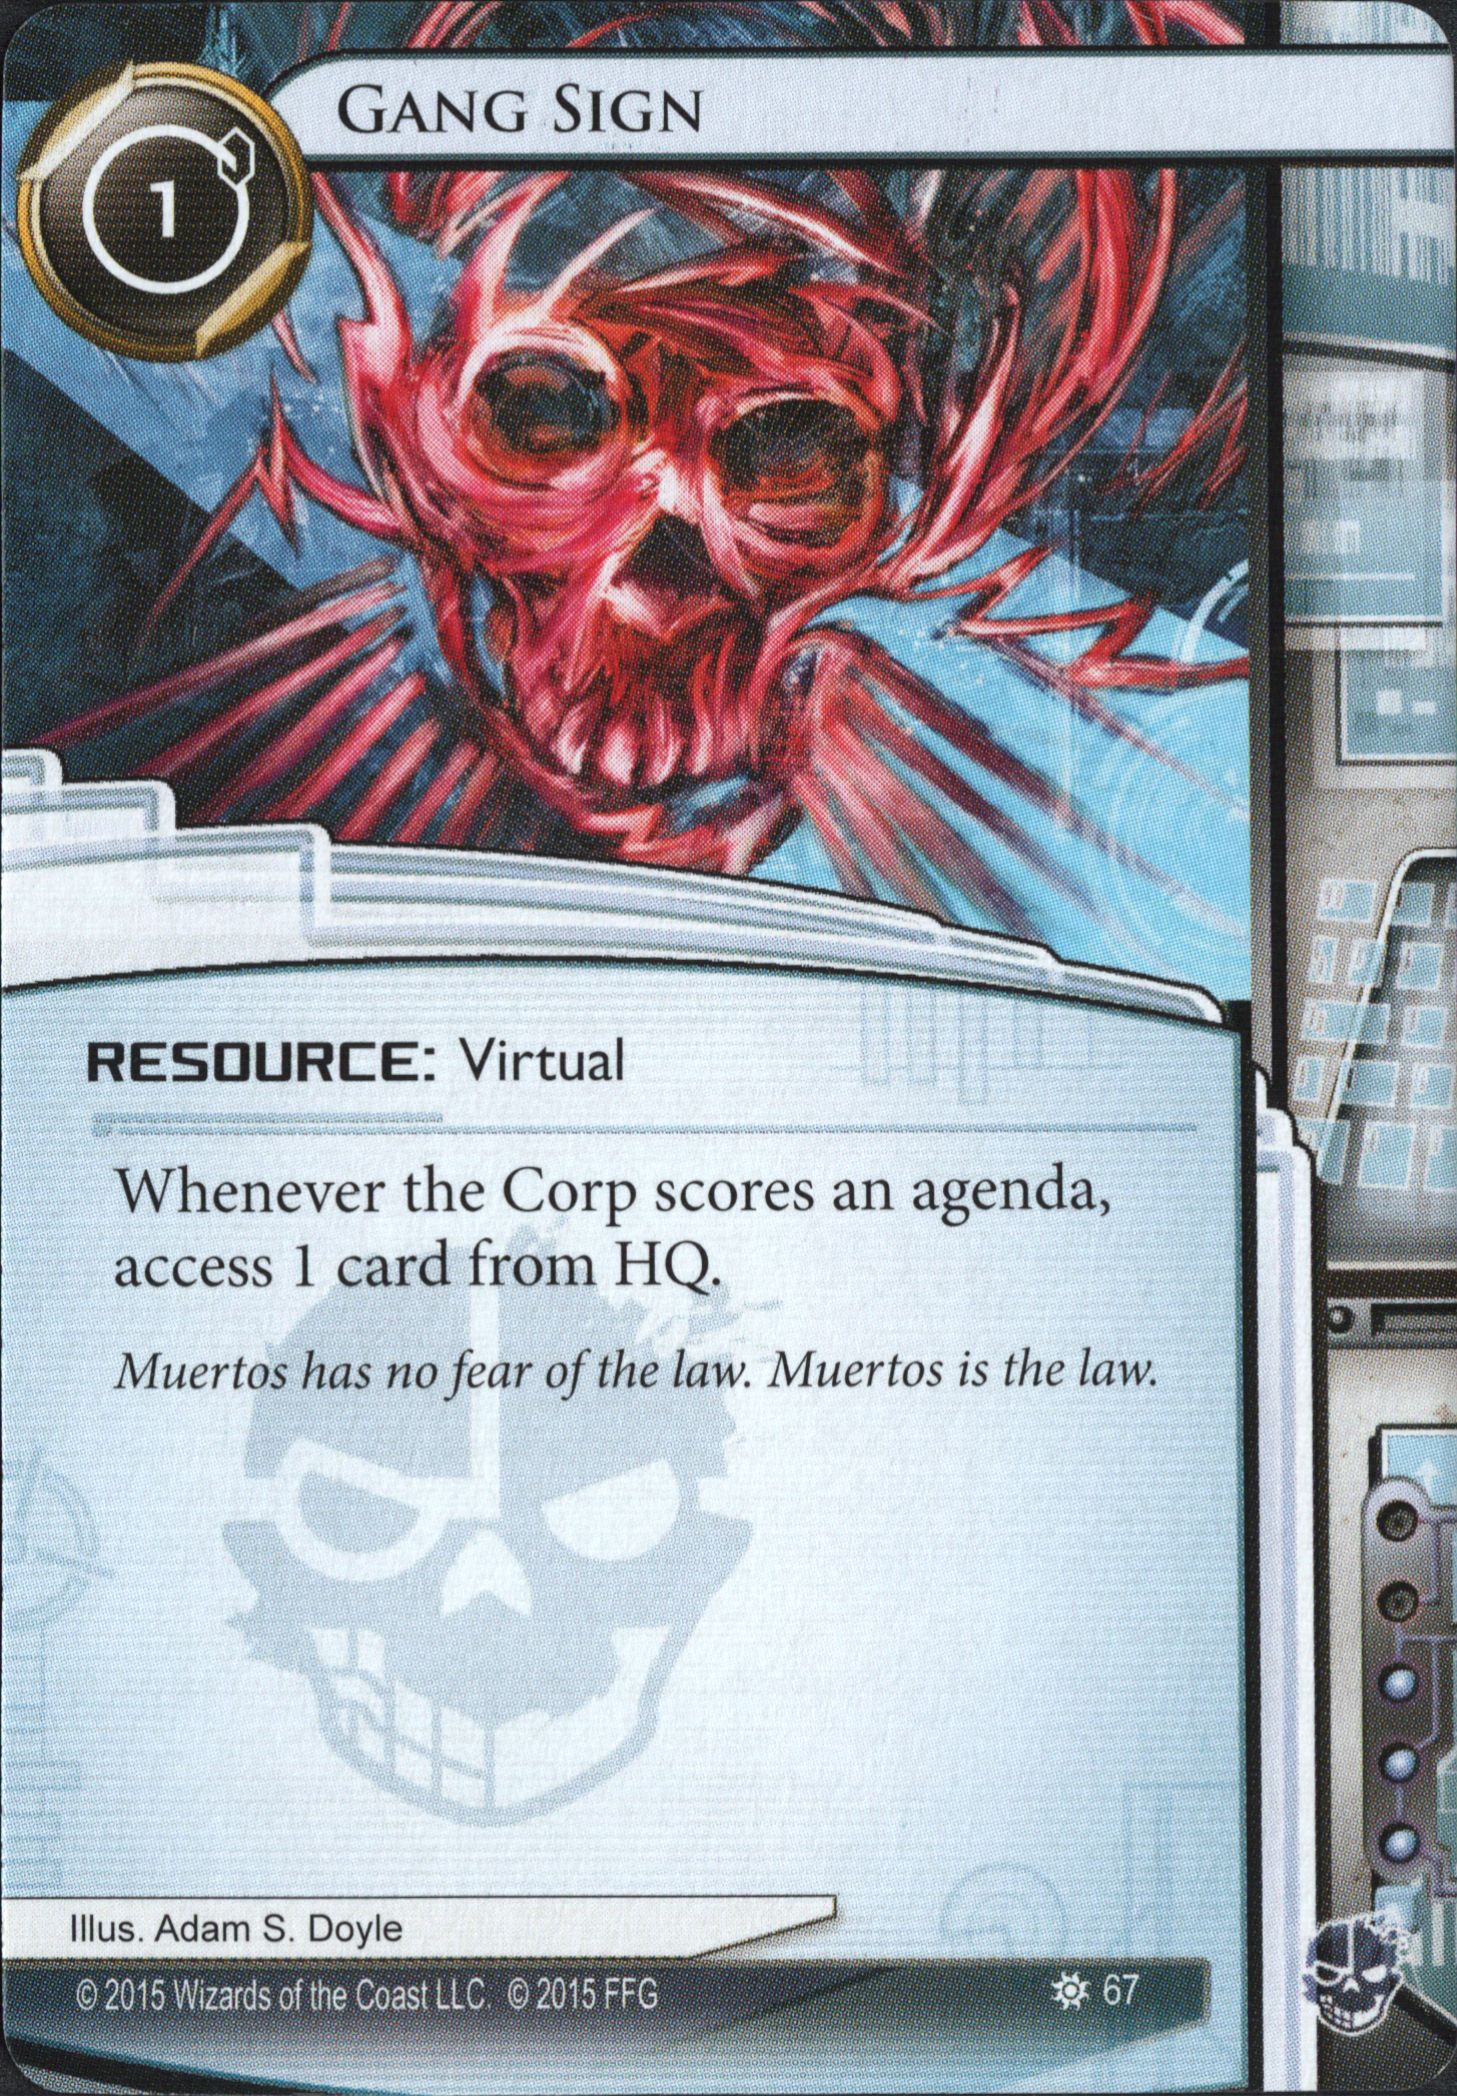 1
GANG SIGN
RESOURCE: Virtual
Whenever the Corp scores an agenda,
access 1 card from HQ.
Muertos has no fear of the law. Muertos is the law.
Illus. Adam S. Doyle
© 2015 Wizards of the Coast LLC. © 2015 FFG
67